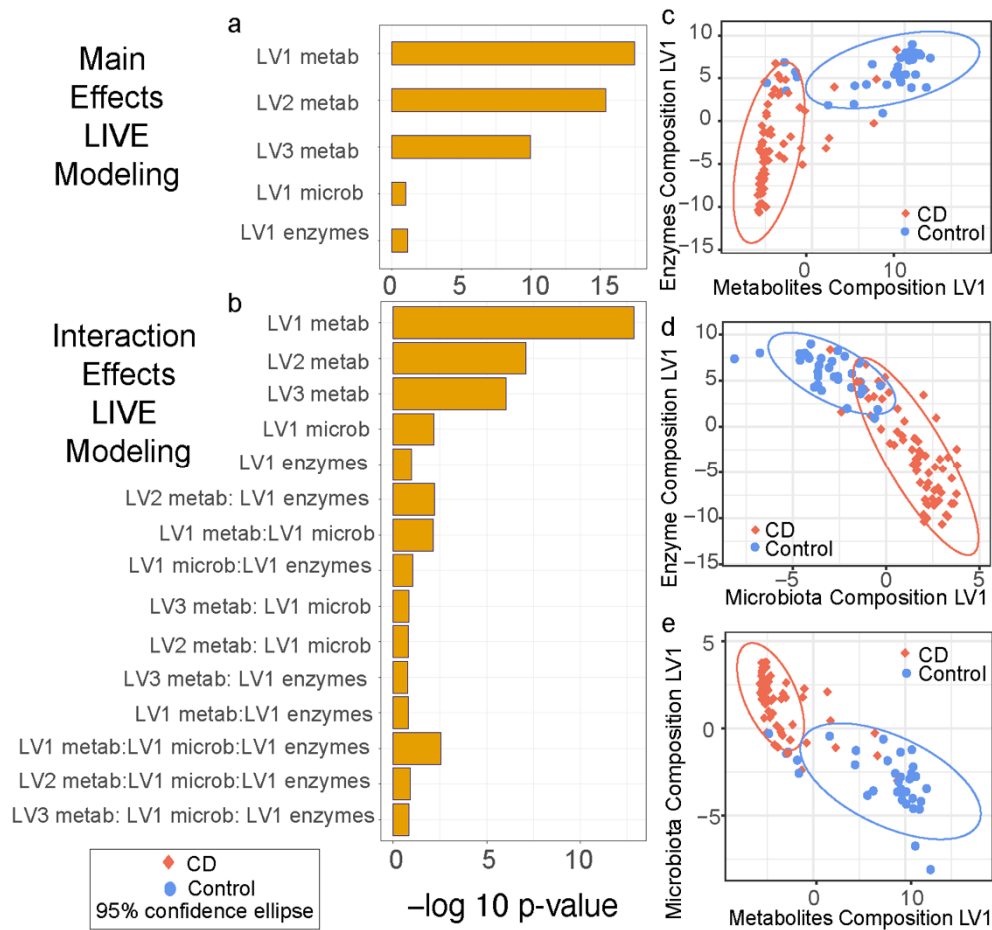 Main
Effects
LIVE
Modeling
a
LV1 metab
LV2 metab
LV3 metab
LV1 microb
LV1 enzymes
0 5 10 15
Interaction
Effects
LIVE
Modeling
b
LV1 metab
LV2 metab
LV3 metab
LV1 microb
LV1 enzymes
LV2 metab: LV1 enzymes
LV1 metab:LV1 microb
LV1 microb:LV1 enzymes
LV3 metab: LV1 microb
LV2 metab: LV1 microb
LV3 metab: LV1 enzymes
LV1 metab:LV1 enzymes
LV1 metab:LV1 microb:LV1 enzymes
LV2 metab:LV1 microb:LV1 enzymes
LV3 metab: LV1 microb: LV1 enzymes
0 5 10
−log 10 p-value
CD
Control
95% confidence ellipse
c
Enzymes Composition LV1
10
5
0
−5
−10
−15
CD
Control
0 10
Metabolites Composition LV1
d
Enzyme Composition LV1
10
5
0
−5
−10
−15
CD
Control
−5 0 5
Microbiota Composition LV1
e
Microbiota Composition LV1
5
0
−5
CD
Control
0 10
Metabolites Composition LV1